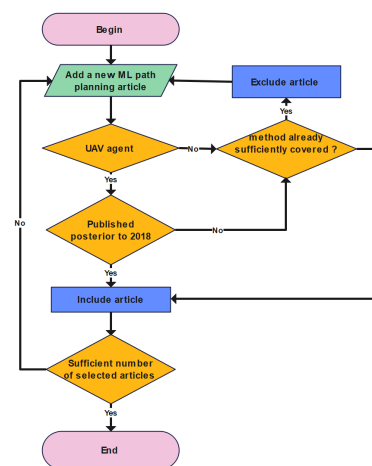 Begin
Add a new ML path
planning article
Exclude article
Yes
UAV agent
No
method already
sufficiently covered ?
Yes
Published
posterior to 2018
No
No
Yes
Include article
Sufficient number
of selected articles
Yes
End